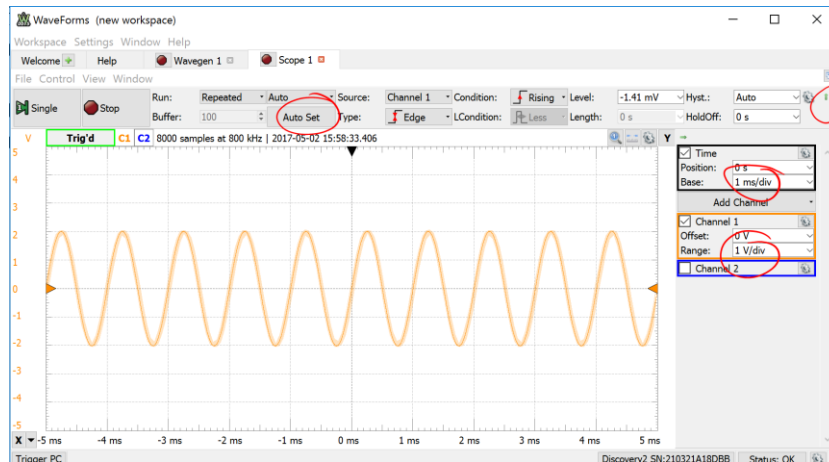 WaveForms (new workspace)
Workspace Settings Window Help
Welcome Help Wavegen 1 Scope 1
File Control View Window
Single Stop Run: Repeated Auto Source: Channel 1 Condition: Rising Level: -1.41 mV Hyst.: Auto
Buffer: 100 Auto Set Type: Edge LCondition: Less Length: 0 s HoldOff: 0 s
V Trig'd C1 C2 8000 samples at 800 kHz | 2017-05-02 15:58:33.406 Y
5
4
3
2
1
0
-1
-2
-3
-4
-5
X -5 ms -4 ms -3 ms -2 ms -1 ms 0 ms 1 ms 2 ms 3 ms 4 ms 5 ms
Time
Position: 0 s
Base: 1 ms/div
Add Channel
Channel 1
Offset: 0 V
Range: 1 V/div
Channel 2
Trigger PC Discovery2 SN:210321A18DBB Status: OK